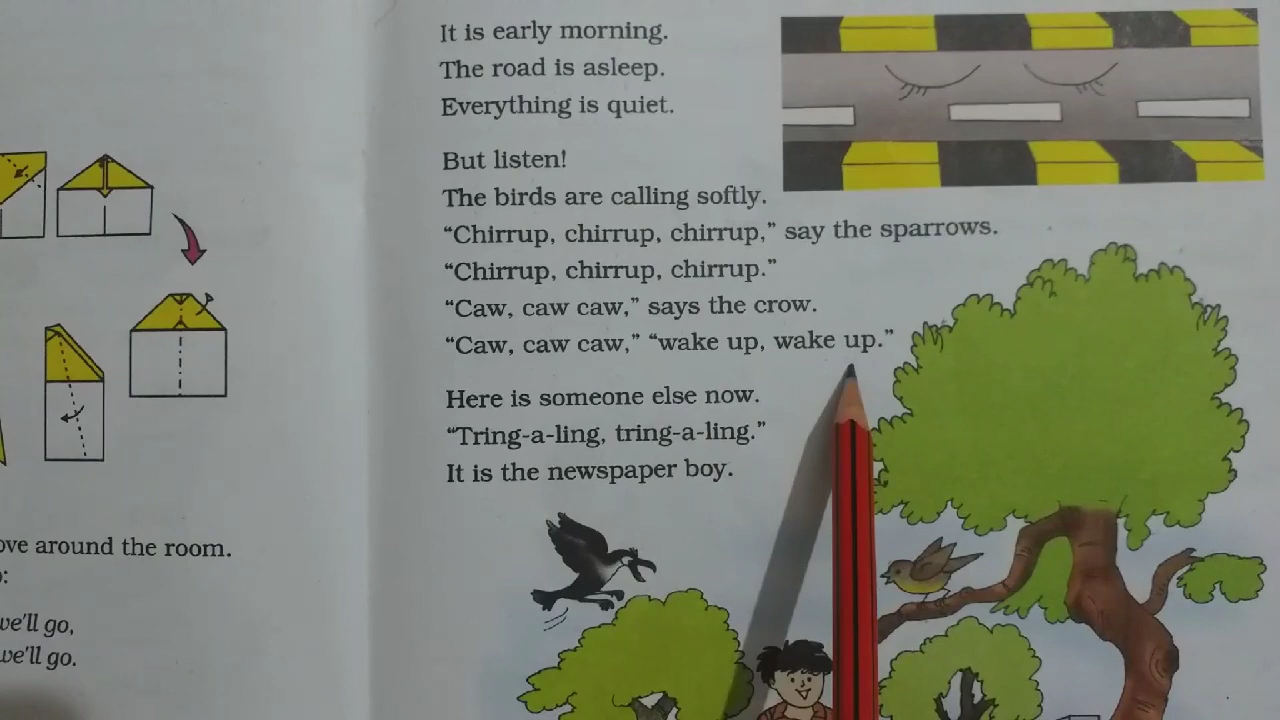 ove around the room.
:
we'll go,
we'll go.
It is early morning.
The road is asleep.
Everything is quiet.
But listen!
The birds are calling softly.
“Chirrup, chirrup, chirrup,” say the sparrows.
“Chirrup, chirrup, chirrup.”
“Caw, caw caw,” says the crow.
“Caw, caw caw,” “wake up, wake up.”
Here is someone else now.
“Tring-a-ling, tring-a-ling.”
It is the newspaper boy.